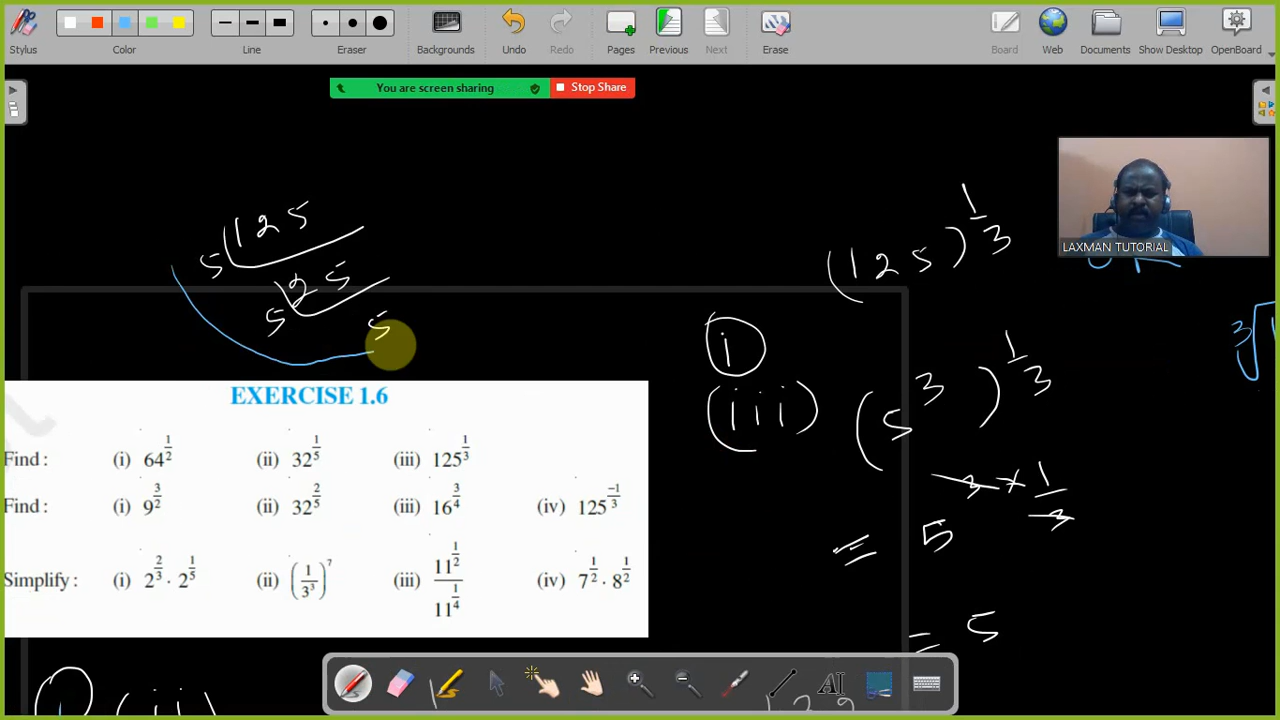 Stylus Color Line Eraser Backgrounds Undo Redo Pages Previous Next Erase Board Web Documents Show Desktop OpenBoard
You are screen sharing Stop Share
LAXMAN TUTORIAL
5 125
5 25
5
(125)^{1/3}
(i)
(iii) (5^3)^{1/3}
= 5^{3×1/3}
= 5
3√
EXERCISE 1.6
Find : (i) 64^{1/2} (ii) 32^{1/5} (iii) 125^{1/3}
Find : (i) 9^{3/2} (ii) 32^{2/5} (iii) 16^{3/4} (iv) 125^{-1/3}
Simplify : (i) 2^{2/3} · 2^{1/5} (ii) (1/3^3)^7 (iii) 11^{1/2}/11^{1/4} (iv) 7^{1/2} · 8^{1/2}
(iii)